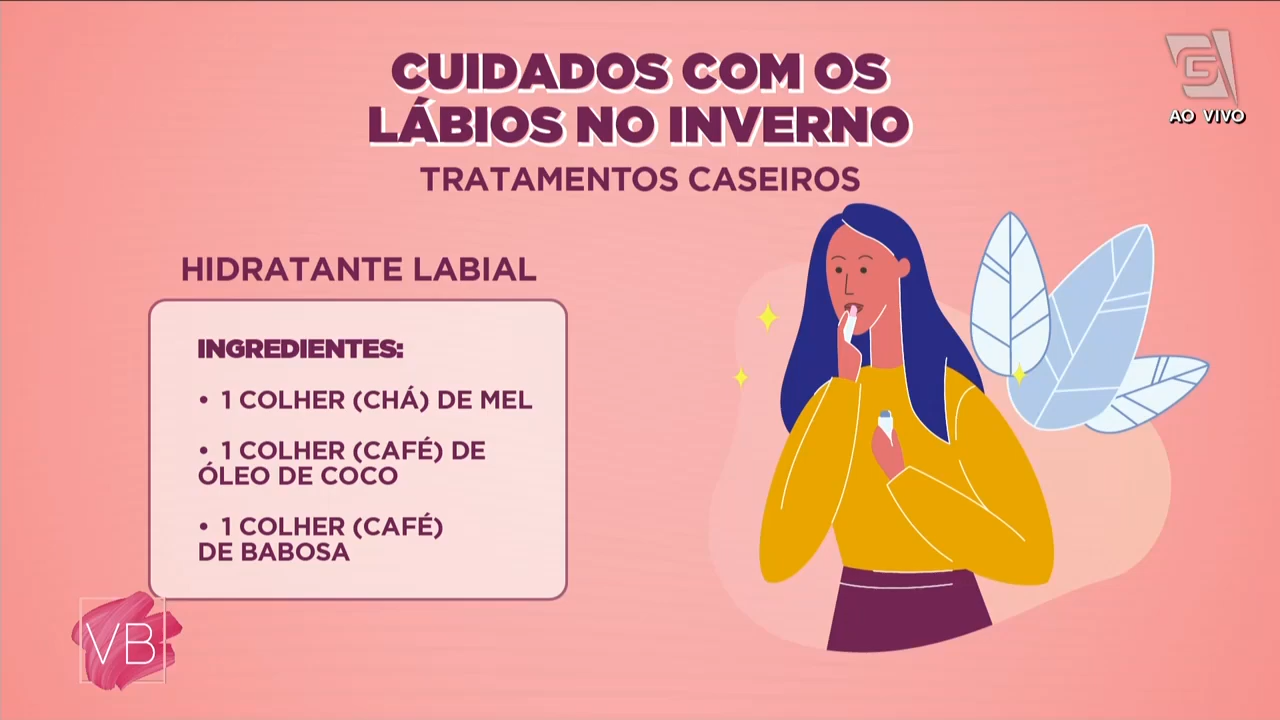 CUIDADOS COM OS
LÁBIOS NO INVERNO
TRATAMENTOS CASEIROS
G
AO VIVO
HIDRATANTE LABIAL
INGREDIENTES:
• 1 COLHER (CHÁ) DE MEL
• 1 COLHER (CAFÉ) DE
ÓLEO DE COCO
• 1 COLHER (CAFÉ)
DE BABOSA
VB